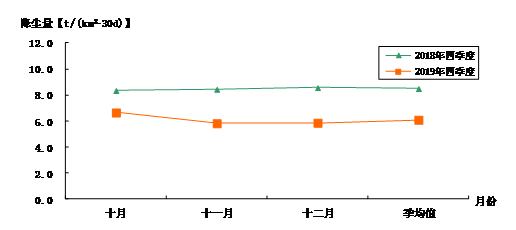 降尘量【t/(km²·30d)】
12.0
10.0
8.0
6.0
4.0
2.0
0.0
2018年四季度
2019年四季度
十月
十一月
十二月
季均值
月份